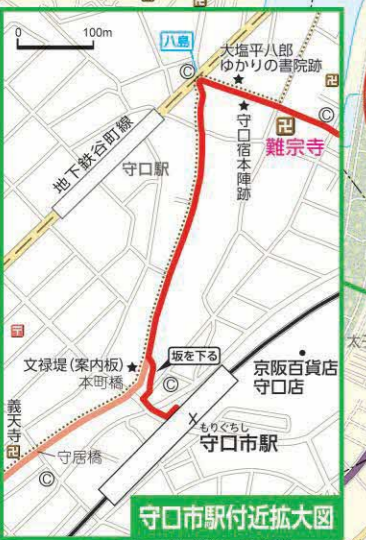 0 100m
八島
©
大塩平八郎
ゆかりの書院跡
地下鉄谷町線
守口駅
守口宿本陣跡
卍
難宗寺
©
卍
〒
文禄堤(案内板)
本町橋
坂を下る
©
京阪百貨店
守口店
もりぐちし
守口市駅
義天寺
卍
守居橋
©
守口市駅付近拡大図